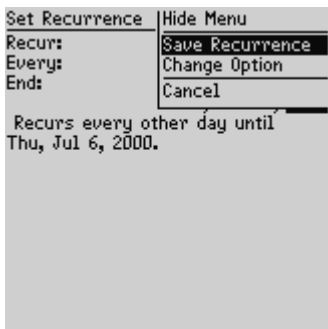 Set Recurrence
Recur:
Every:
End:
Hide Menu
Save Recurrence
Change Option
Cancel
Recurs every other day until
Thu, Jul 6, 2000.